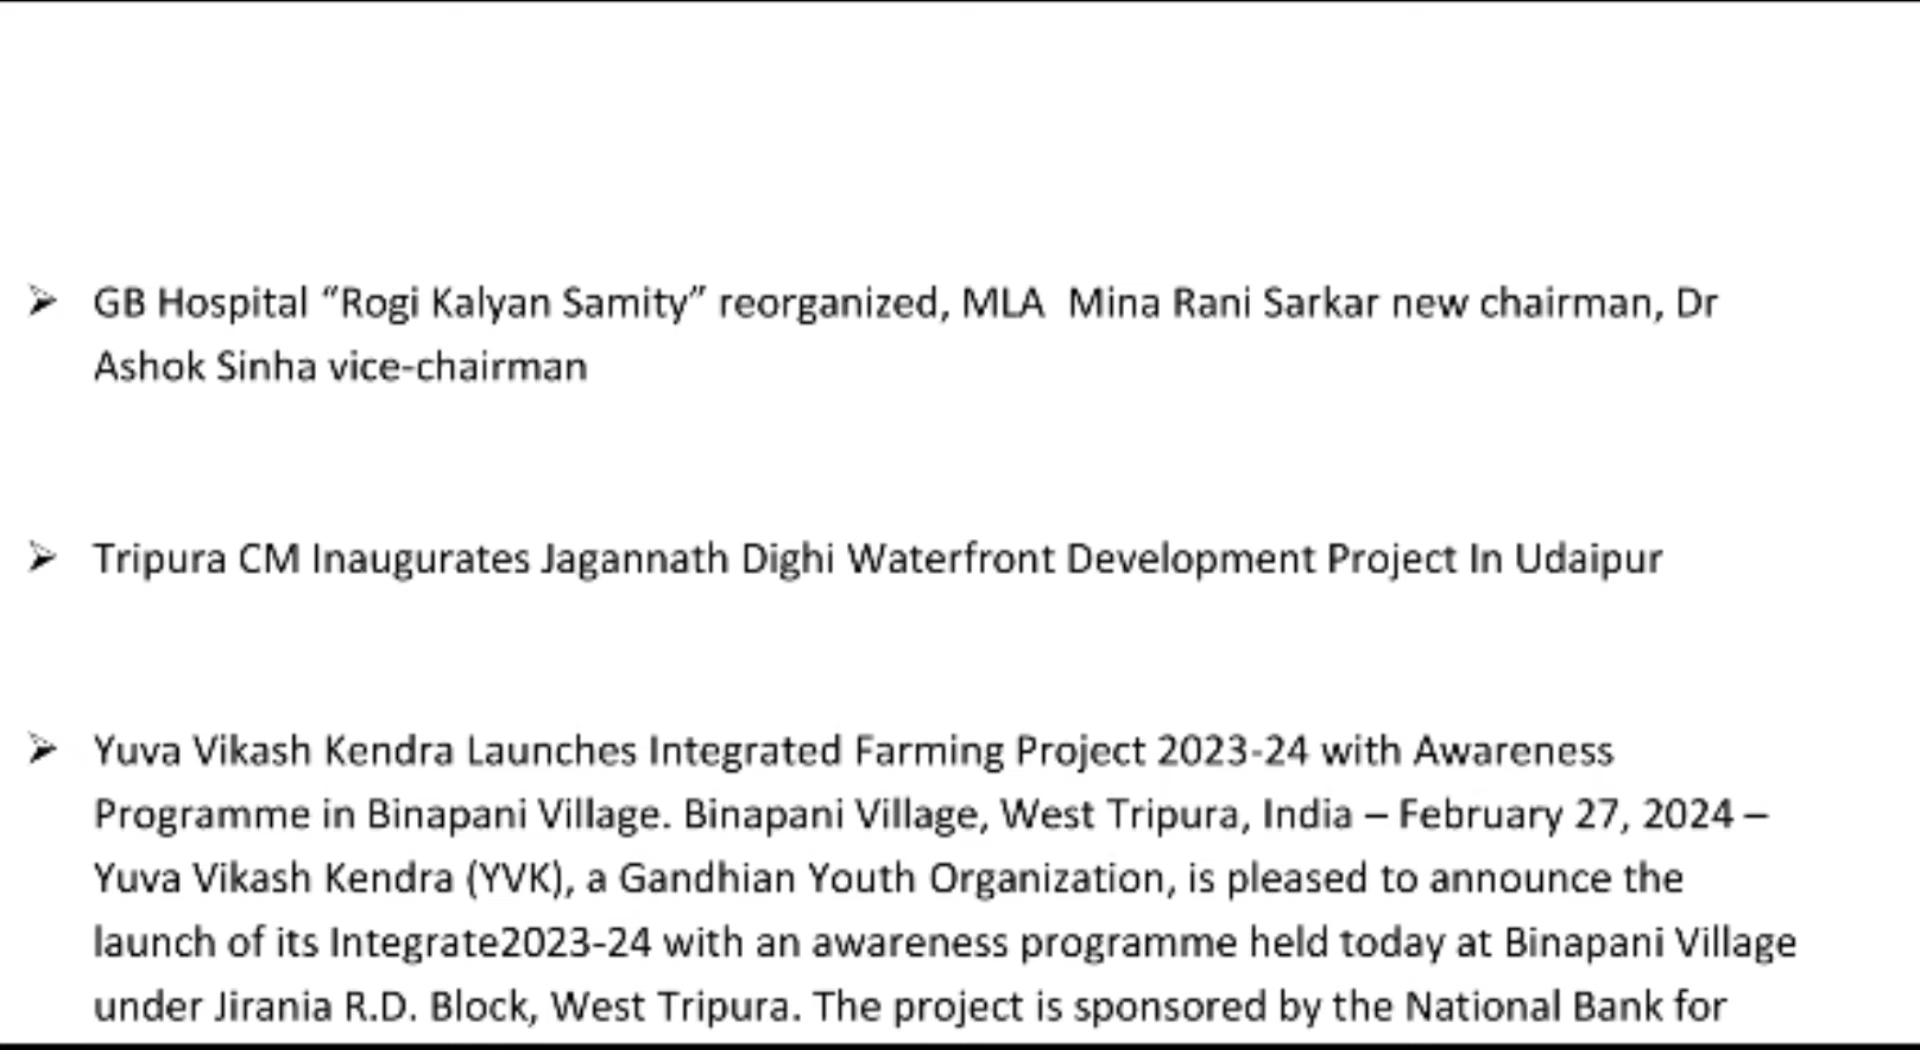 ➢ GB Hospital “Rogi Kalyan Samity” reorganized, MLA  Mina Rani Sarkar new chairman, Dr
Ashok Sinha vice-chairman
➢ Tripura CM Inaugurates Jagannath Dighi Waterfront Development Project In Udaipur
➢ Yuva Vikash Kendra Launches Integrated Farming Project 2023-24 with Awareness
Programme in Binapani Village. Binapani Village, West Tripura, India – February 27, 2024 –
Yuva Vikash Kendra (YVK), a Gandhian Youth Organization, is pleased to announce the
launch of its Integrate2023-24 with an awareness programme held today at Binapani Village
under Jirania R.D. Block, West Tripura. The project is sponsored by the National Bank for